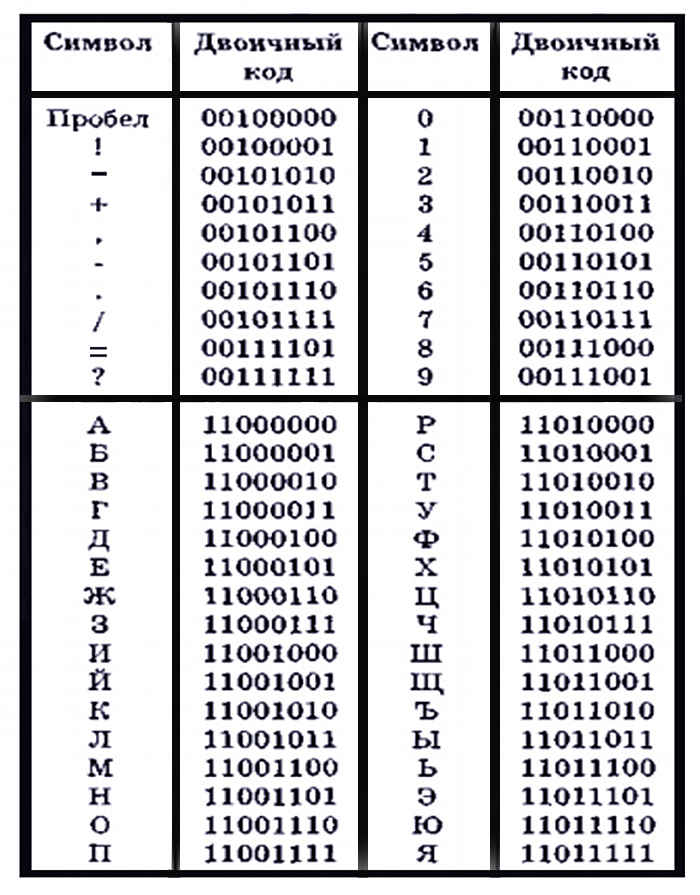 Символ Двоичный код Символ Двоичный код
Пробел 00100000 0 00110000
! 00100001 1 00110001
– 00101010 2 00110010
+ 00101011 3 00110011
, 00101100 4 00110100
- 00101101 5 00110101
. 00101110 6 00110110
/ 00101111 7 00110111
= 00111101 8 00111000
? 00111111 9 00111001
А 11000000 Р 11010000
Б 11000001 С 11010001
В 11000010 Т 11010010
Г 11000011 У 11010011
Д 11000100 Ф 11010100
Е 11000101 Х 11010101
Ж 11000110 Ц 11010110
З 11000111 Ч 11010111
И 11001000 Ш 11011000
Й 11001001 Щ 11011001
К 11001010 Ъ 11011010
Л 11001011 Ы 11011011
М 11001100 Ь 11011100
Н 11001101 Э 11011101
О 11001110 Ю 11011110
П 11001111 Я 11011111